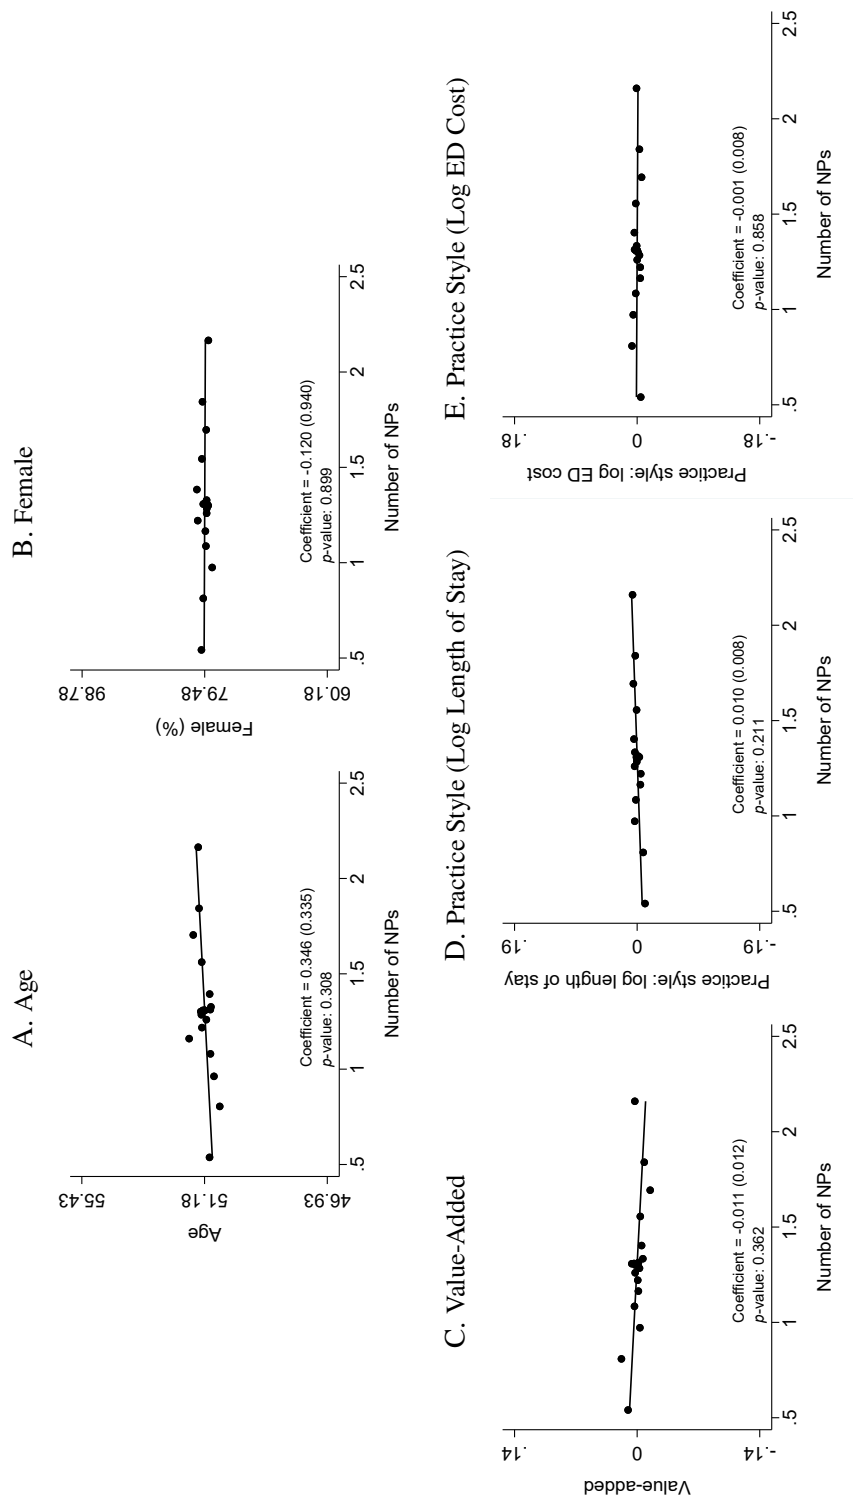 A. Age
55.43
51.18
46.93
Age
.5
1
1.5
2
2.5
Number of NPs
Coefficient = 0.346 (0.335)
p-value: 0.308
B. Female
98.78
79.48
60.18
Female (%)
.5
1
1.5
2
2.5
Number of NPs
Coefficient = -0.120 (0.940)
p-value: 0.899
C. Value-Added
.14
0
-.14
Value-added
.5
1
1.5
2
2.5
Number of NPs
Coefficient = -0.011 (0.012)
p-value: 0.362
D. Practice Style (Log Length of Stay)
.19
0
-.19
Practice style: log length of stay
.5
1
1.5
2
2.5
Number of NPs
Coefficient = 0.010 (0.008)
p-value: 0.211
E. Practice Style (Log ED Cost)
.18
0
-.18
Practice style: log ED cost
.5
1
1.5
2
2.5
Number of NPs
Coefficient = -0.001 (0.008)
p-value: 0.858